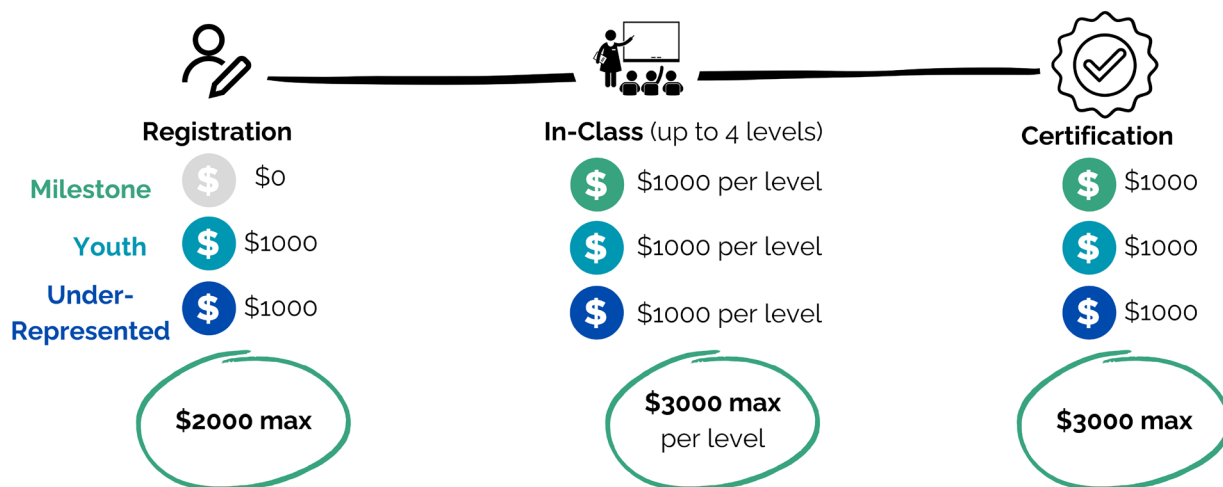 Registration
In-Class (up to 4 levels)
Certification
Milestone
$ $0
$ $1000 per level
$ $1000
Youth
$ $1000
$ $1000 per level
$ $1000
Under-
Represented
$ $1000
$ $1000 per level
$ $1000
$2000 max
$3000 max
per level
$3000 max